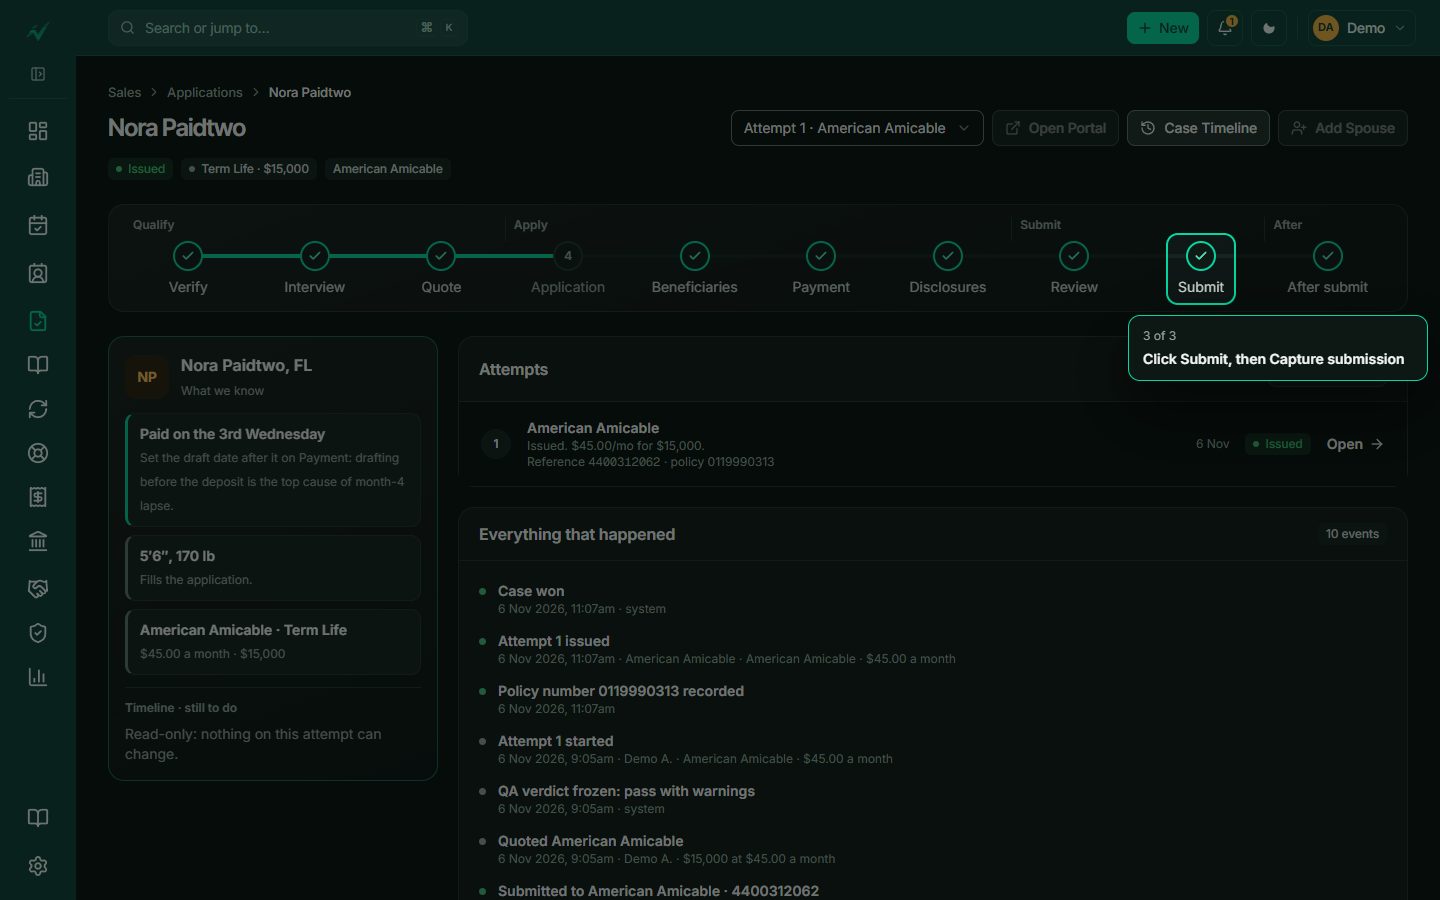 Search or jump to...
⌘ K
New
1
DA
Demo
Sales > Applications > Nora Paidtwo
Nora Paidtwo
Attempt 1 · American Amicable
Open Portal
Case Timeline
Add Spouse
Issued
Term Life · $15,000
American Amicable
Qualify
Apply
Submit
After
4
Verify
Interview
Quote
Application
Beneficiaries
Payment
Disclosures
Review
Submit
After submit
3 of 3
Click Submit, then Capture submission
NP
Nora Paidtwo, FL
What we know
Paid on the 3rd Wednesday
Set the draft date after it on Payment: drafting
before the deposit is the top cause of month-4
lapse.
5'6", 170 lb
Fills the application.
American Amicable · Term Life
$45.00 a month · $15,000
Timeline · still to do
Read-only: nothing on this attempt can
change.
Attempts
1
American Amicable
Issued. $45.00/mo for $15,000.
Reference 4400312062 · policy 0119990313
6 Nov
Issued
Open
Everything that happened
10 events
Case won
6 Nov 2026, 11:07am · system
Attempt 1 issued
6 Nov 2026, 11:07am · American Amicable · American Amicable · $45.00 a month
Policy number 0119990313 recorded
6 Nov 2026, 11:07am
Attempt 1 started
6 Nov 2026, 9:05am · Demo A. · American Amicable · $45.00 a month
QA verdict frozen: pass with warnings
6 Nov 2026, 9:05am · system
Quoted American Amicable
6 Nov 2026, 9:05am · Demo A. · $15,000 at $45.00 a month
Submitted to American Amicable · 4400312062